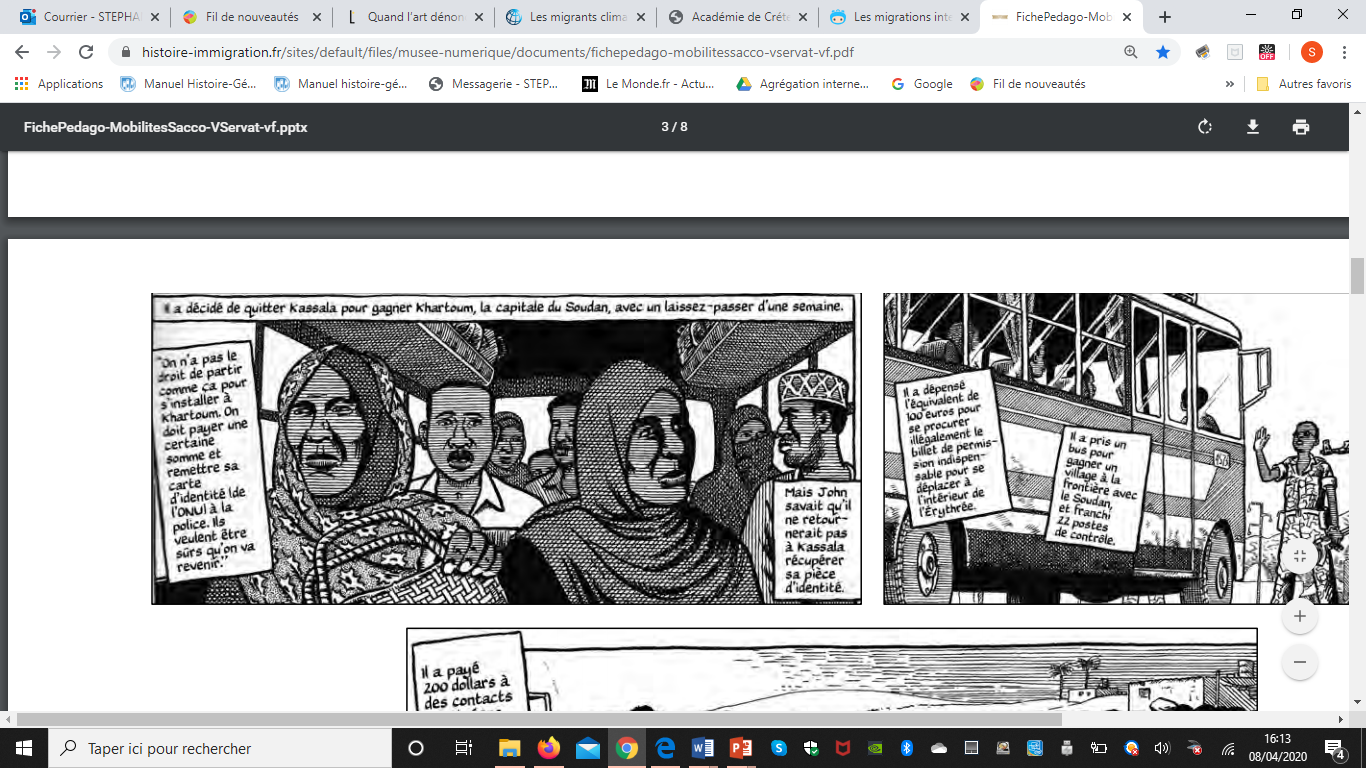 Courrier - STEPHA
Fil de nouveautés
Quand l'art dénon
Les migrants clima
Académie de Créte
Les migrations inte
FichePedago-Mob
histoire-immigration.fr/sites/default/files/musee-numerique/documents/fichepedago-mobilitessacco-vservat-vf.pdf
S
Applications
Manuel Histoire-Gé...
Manuel histoire-gé...
Messagerie - STEP...
Le Monde.fr - Actu...
Agrégation interne...
Google
Fil de nouveautés
»
Autres favoris
FichePedago-MobilitesSacco-VServat-vf.pptx
3 / 8
Il a décidé de quitter Kassala pour gagner Khartoum, la capitale du Soudan, avec un laissez-passer d'une semaine.
"On n'a pas le
droit de partir
comme ça pour
s'installer à
Khartoum. On
doit payer une
certaine
somme et
remettre sa
carte
d'identité (de
l'ONU) à la
police. Ils
veulent être
sûrs qu'on va
revenir."
Mais John
savait qu'il
ne retour-
nerait pas
à Kassala
récupérer
sa pièce
d'identité.
Il a dépensé
l'équivalent de
100 euros pour
se procurer
illégalement le
billet de permis-
sion indispen-
sable pour se
déplacer à
l'intérieur de
l'Érythrée.
Il a pris un
bus pour
gagner un
village à la
frontière avec
le Soudan,
et franchi
22 postes
de contrôle.
Il a payé
200 dollars à
des contacts
Taper ici pour rechercher
16:13
08/04/2020
4